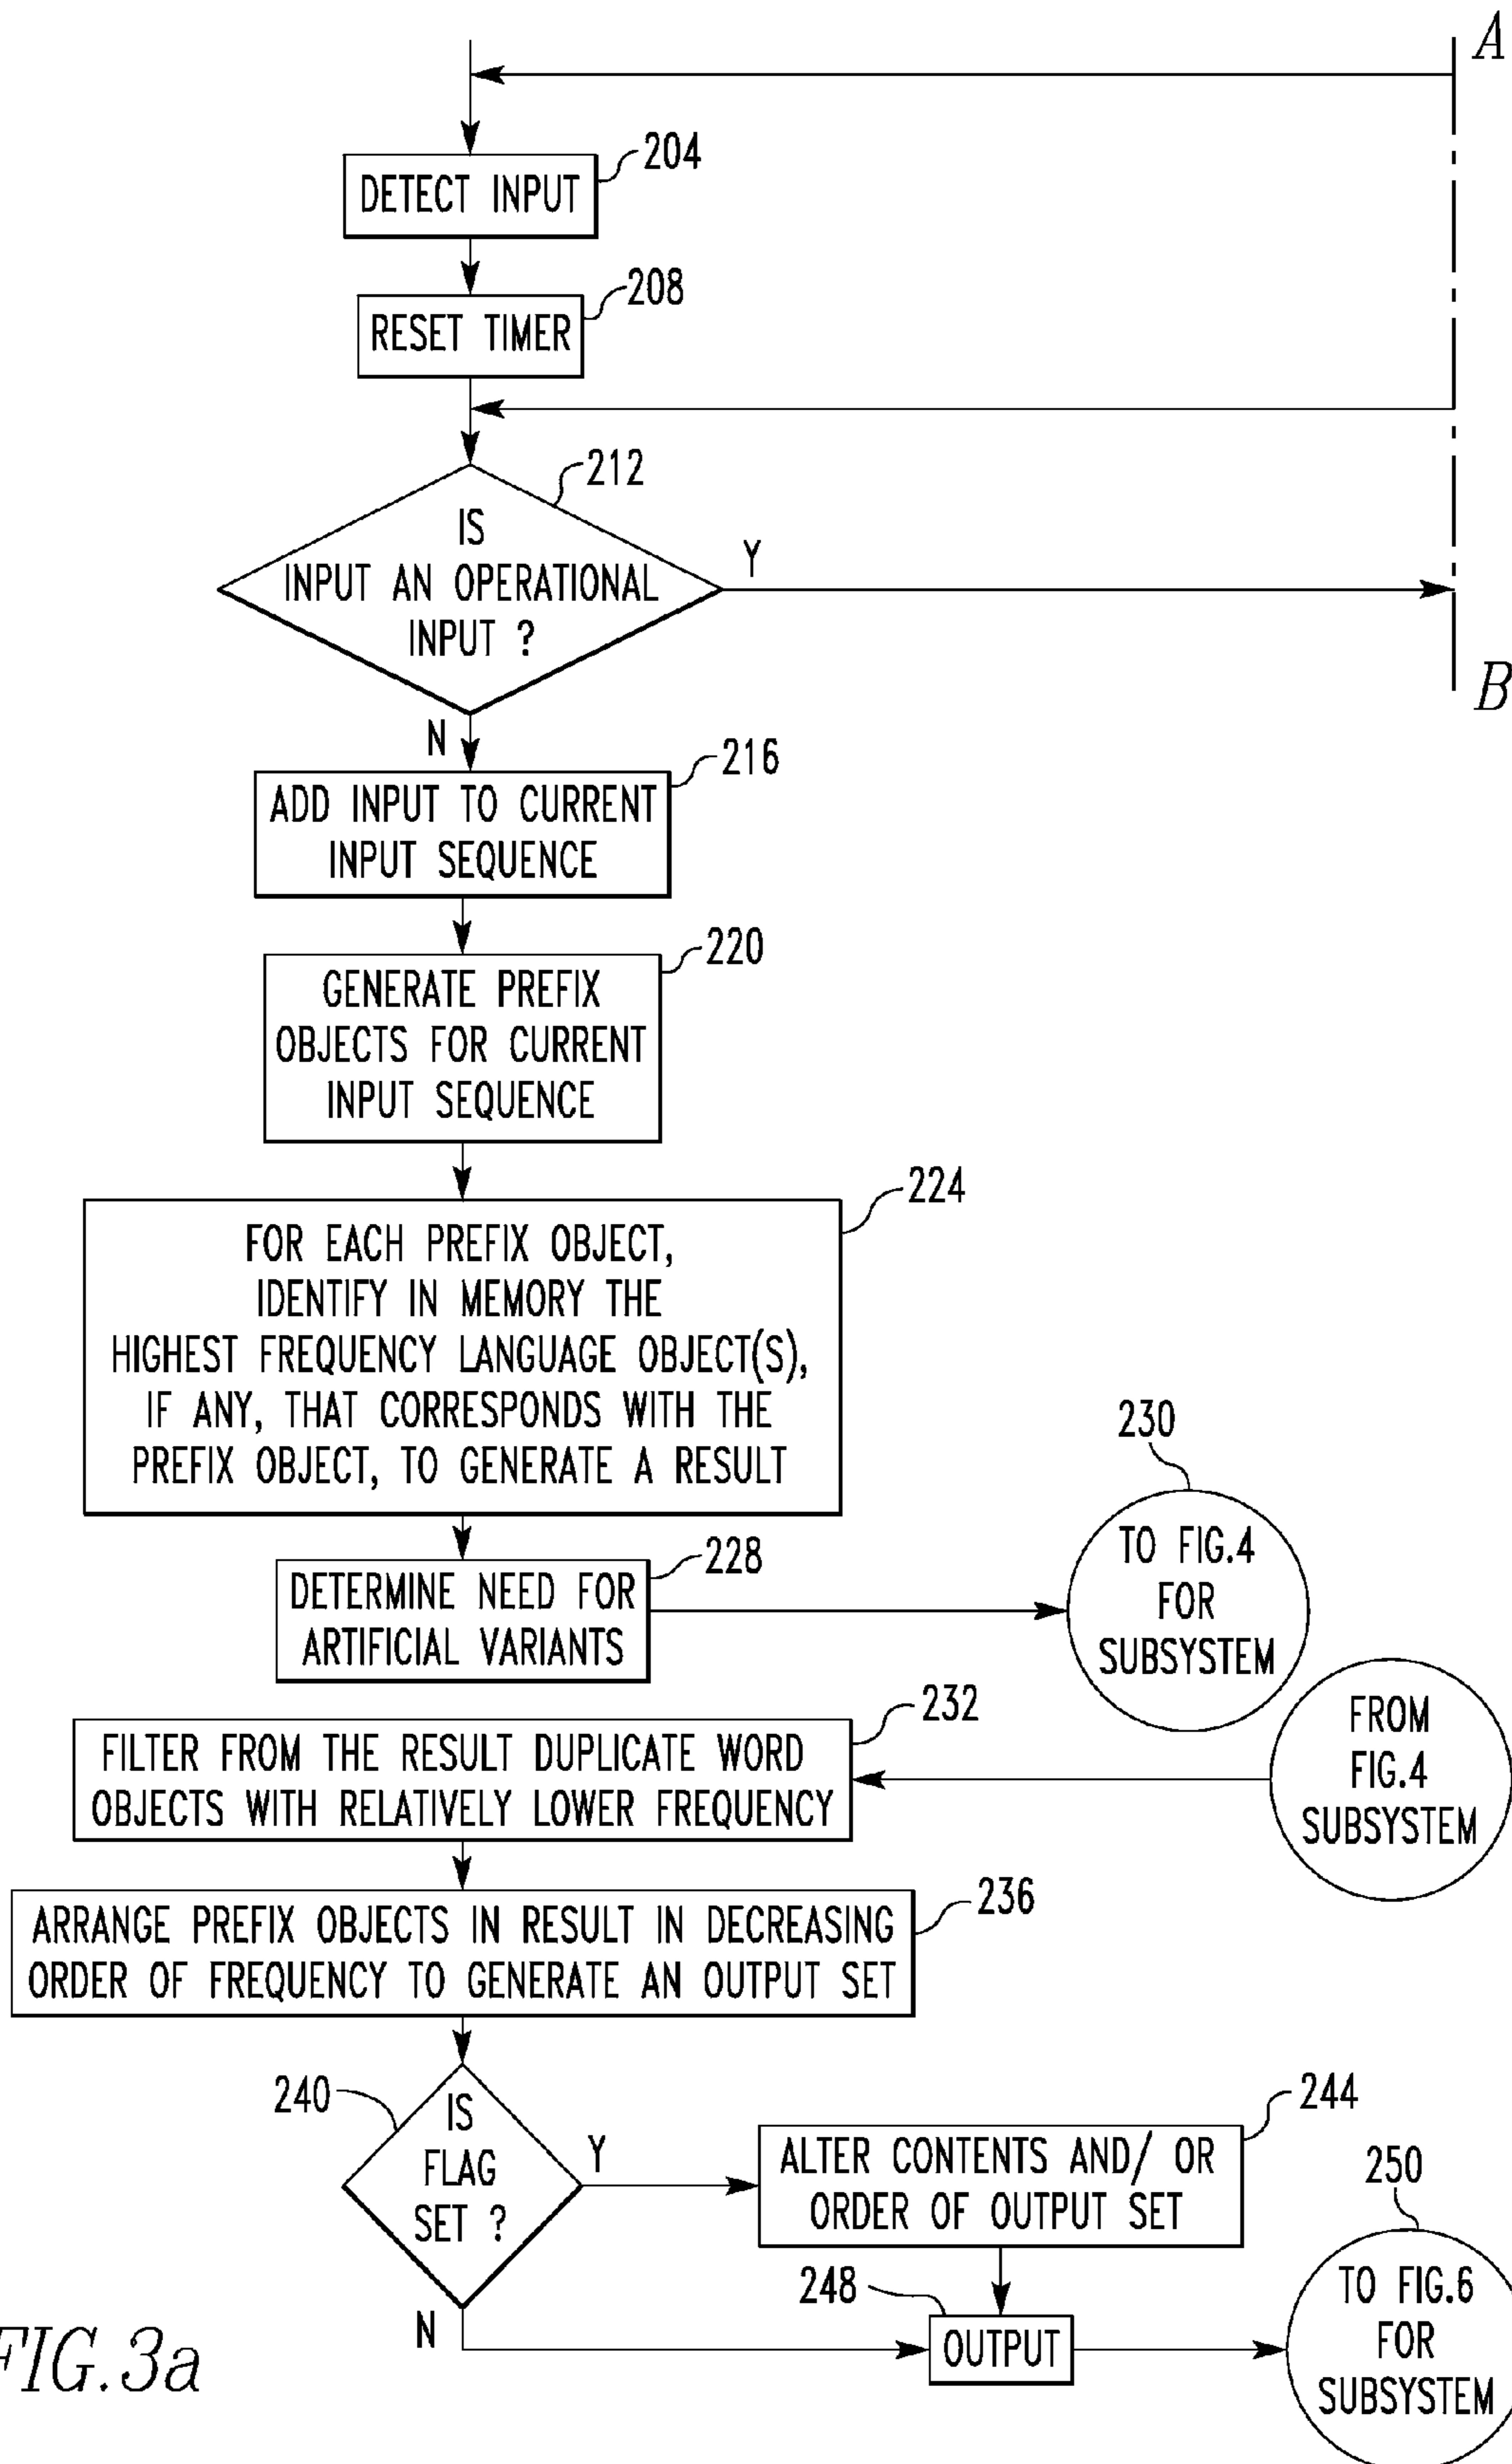 A
204
DETECT INPUT
208
RESET TIMER
212
IS
INPUT AN OPERATIONAL
INPUT ?
Y
B
N
216
ADD INPUT TO CURRENT
INPUT SEQUENCE
220
GENERATE PREFIX
OBJECTS FOR CURRENT
INPUT SEQUENCE
224
FOR EACH PREFIX OBJECT,
IDENTIFY IN MEMORY THE
HIGHEST FREQUENCY LANGUAGE OBJECT(S),
IF ANY, THAT CORRESPONDS WITH THE
PREFIX OBJECT, TO GENERATE A RESULT
230
TO FIG.4
FOR
SUBSYSTEM
228
DETERMINE NEED FOR
ARTIFICIAL VARIANTS
232
FILTER FROM THE RESULT DUPLICATE WORD
OBJECTS WITH RELATIVELY LOWER FREQUENCY
FROM
FIG.4
SUBSYSTEM
236
ARRANGE PREFIX OBJECTS IN RESULT IN DECREASING
ORDER OF FREQUENCY TO GENERATE AN OUTPUT SET
240
IS
FLAG
SET ?
Y
244
ALTER CONTENTS AND/ OR
ORDER OF OUTPUT SET
250
TO FIG.6
FOR
SUBSYSTEM
248
OUTPUT
N
FIG.3a